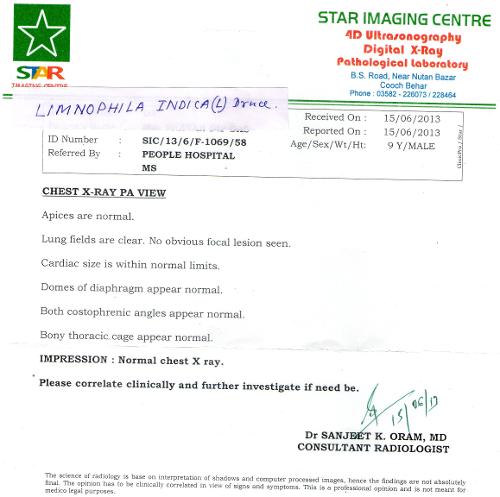 STAR IMAGING CENTRE
4D Ultrasonography
Digital X-Ray
Pathological Laboratory
B.S. Road, Near Nutan Bazar
Cooch Behar
Phone : 03582 - 226073 / 228464
STAR
IMAGING CENTRE
LIMNOPHILA INDICA (L) Druce.
Received On : 15/06/2013
Reported On : 15/06/2013
ID Number : SIC/13/6/F-1069/58
Age/Sex/Wt/Ht: 9 Y/MALE
Referred By : PEOPLE HOSPITAL
MS
CHEST X-RAY PA VIEW
Apices are normal.
Lung fields are clear. No obvious focal lesion seen.
Cardiac size is within normal limits.
Domes of diaphragm appear normal.
Both costophrenic angles appear normal.
Bony thoracic cage appear normal.
IMPRESSION : Normal chest X ray.
Please correlate clinically and further investigate if need be.
15/06/13
Dr SANJEET K. ORAM, MD
CONSULTANT RADIOLOGIST
The science of radiology is base on interpretation of shadows and computer processed images, hence the findings are not absolutely
final. The opinion has to be clinically correlated in view of signs and symptoms. This is a professional opinion and is not meant for
medico legal purposes.